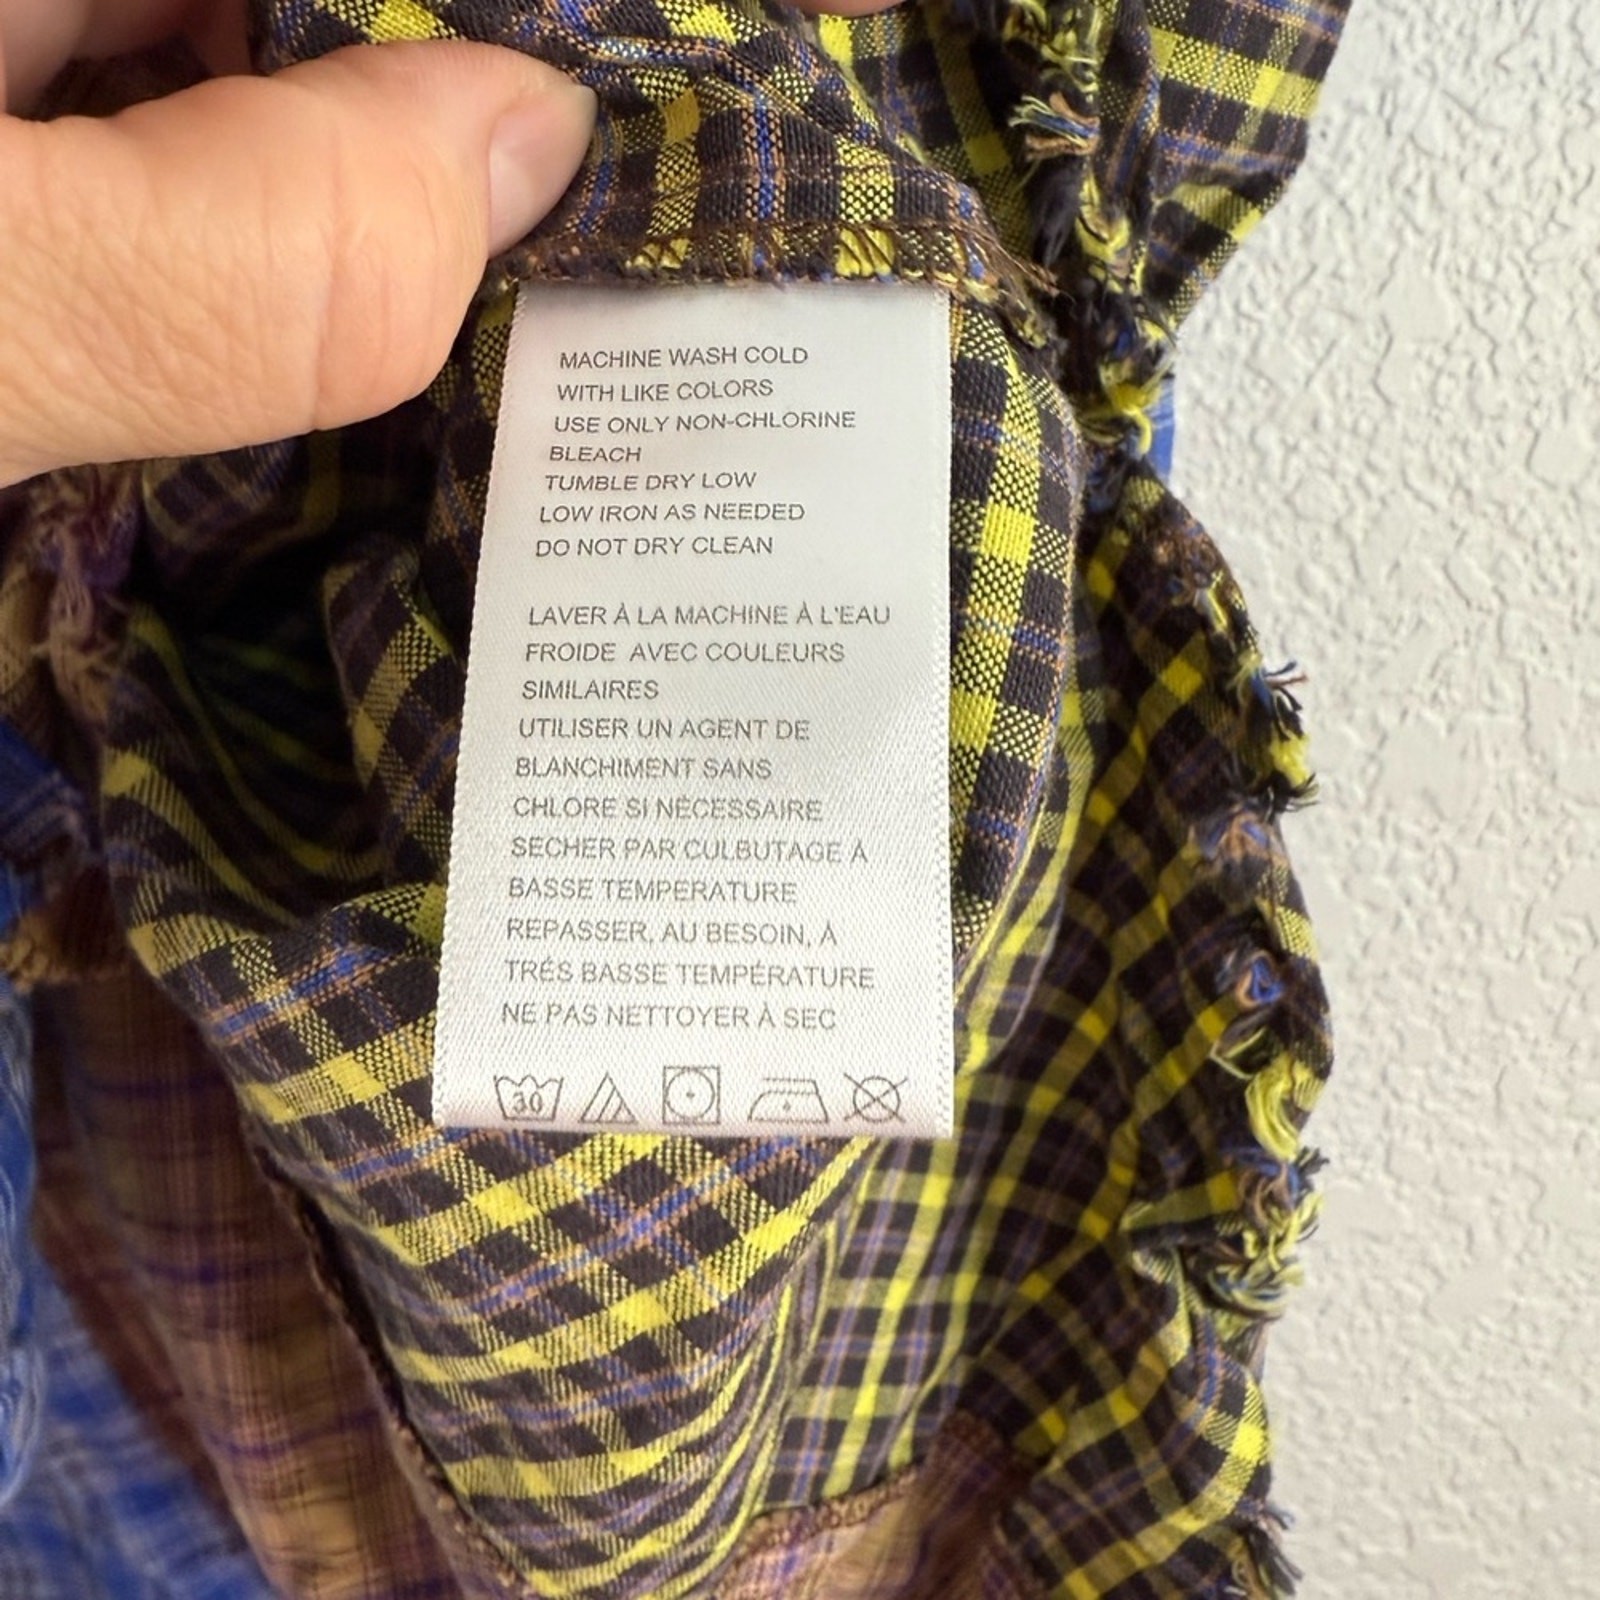 MACHINE WASH COLD
WITH LIKE COLORS
USE ONLY NON-CHLORINE
BLEACH
TUMBLE DRY LOW
LOW IRON AS NEEDED
DO NOT DRY CLEAN
LAVER À LA MACHINE À L'EAU
FROIDE AVEC COULEURS
SIMILAIRES
UTILISER UN AGENT DE
BLANCHIMENT SANS
CHLORE SI NÉCESSAIRE
SECHER PAR CULBUTAGE À
BASSE TEMPERATURE
REPASSER, AU BESOIN, À
TRÉS BASSE TEMPÉRATURE
NE PAS NETTOYER À SEC
30